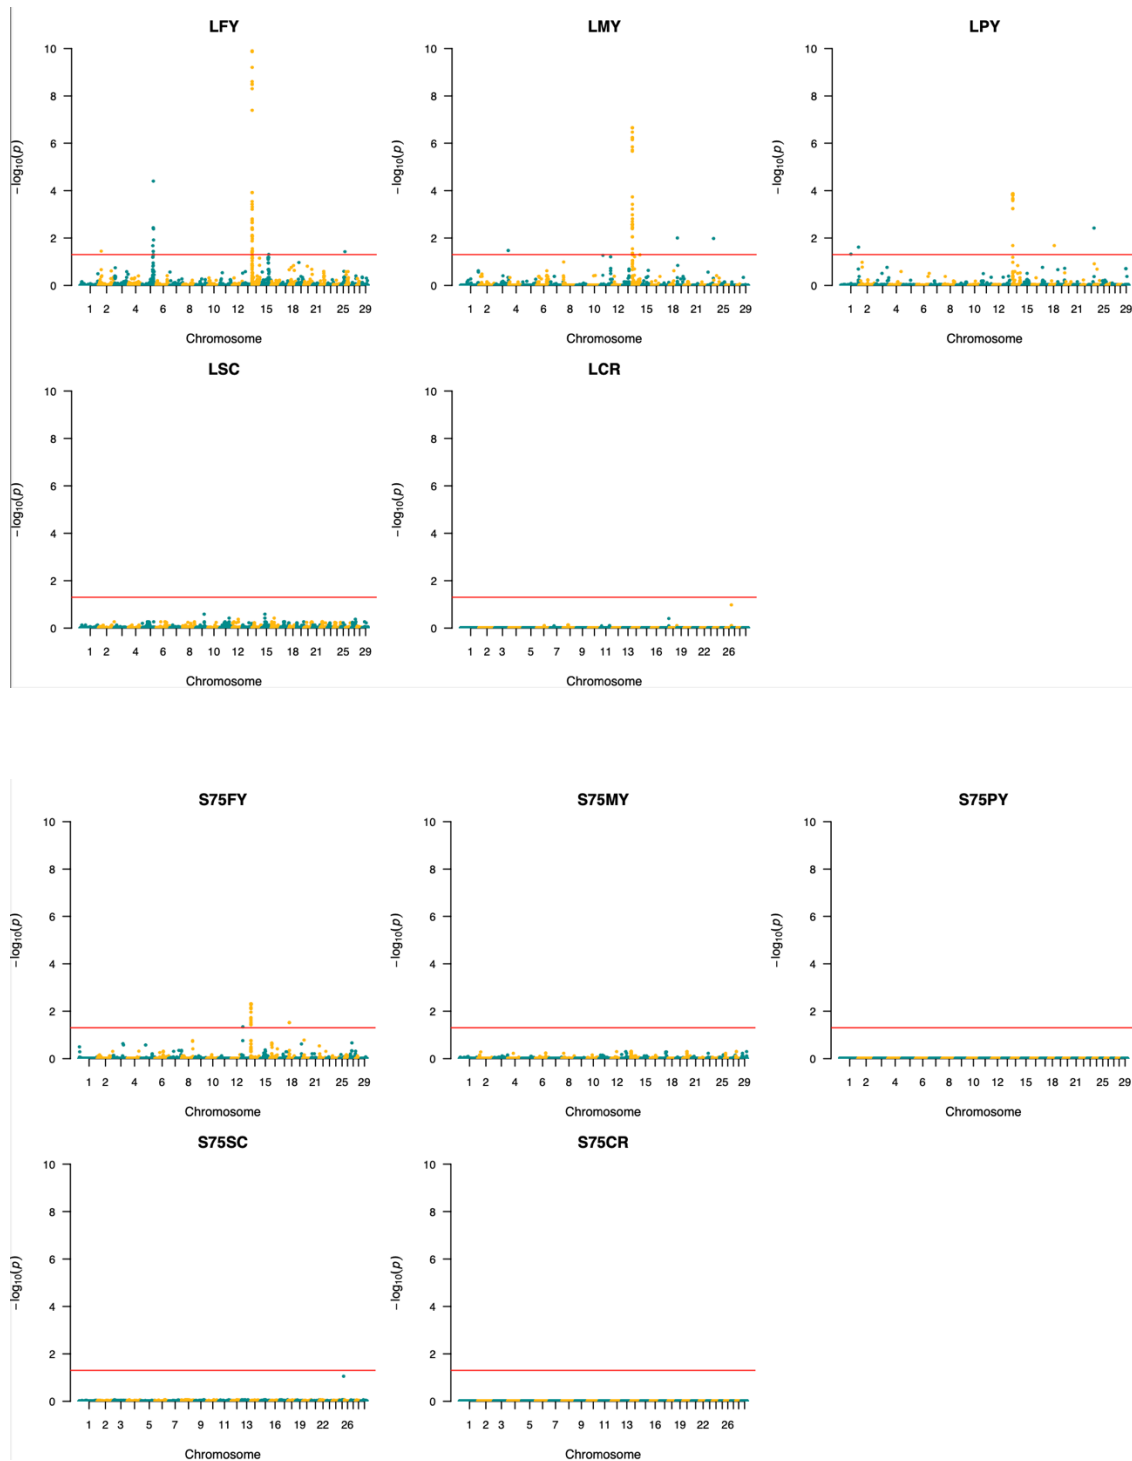 LFY LMY LPY
10 10 10
8 8 8
6 6 6
4 4 4
2 2 2
0 0 0
−log₁₀(p) −log₁₀(p) −log₁₀(p)
1 2 4 6 8 10 12 15 18 21 25 29 1 2 4 6 8 10 12 15 18 21 25 29 1 2 4 6 8 10 12 15 18 21 25 29
Chromosome Chromosome Chromosome
LSC LCR
10 10
8 8
6 6
4 4
2 2
0 0
−log₁₀(p) −log₁₀(p)
1 2 4 6 8 10 12 15 18 21 25 29 1 2 3 5 7 9 11 13 16 19 22 26
Chromosome Chromosome
S75FY S75MY S75PY
10 10 10
8 8 8
6 6 6
4 4 4
2 2 2
0 0 0
−log₁₀(p) −log₁₀(p) −log₁₀(p)
1 2 4 6 8 10 12 15 18 21 25 29 1 2 4 6 8 10 12 15 18 21 25 29 1 2 4 6 8 10 12 15 18 21 25 29
Chromosome Chromosome Chromosome
S75SC S75CR
10 10
8 8
6 6
4 4
2 2
0 0
−log₁₀(p) −log₁₀(p)
1 2 3 5 7 9 11 13 16 19 22 26 1 2 3 5 7 9 11 13 16 19 22 26
Chromosome Chromosome